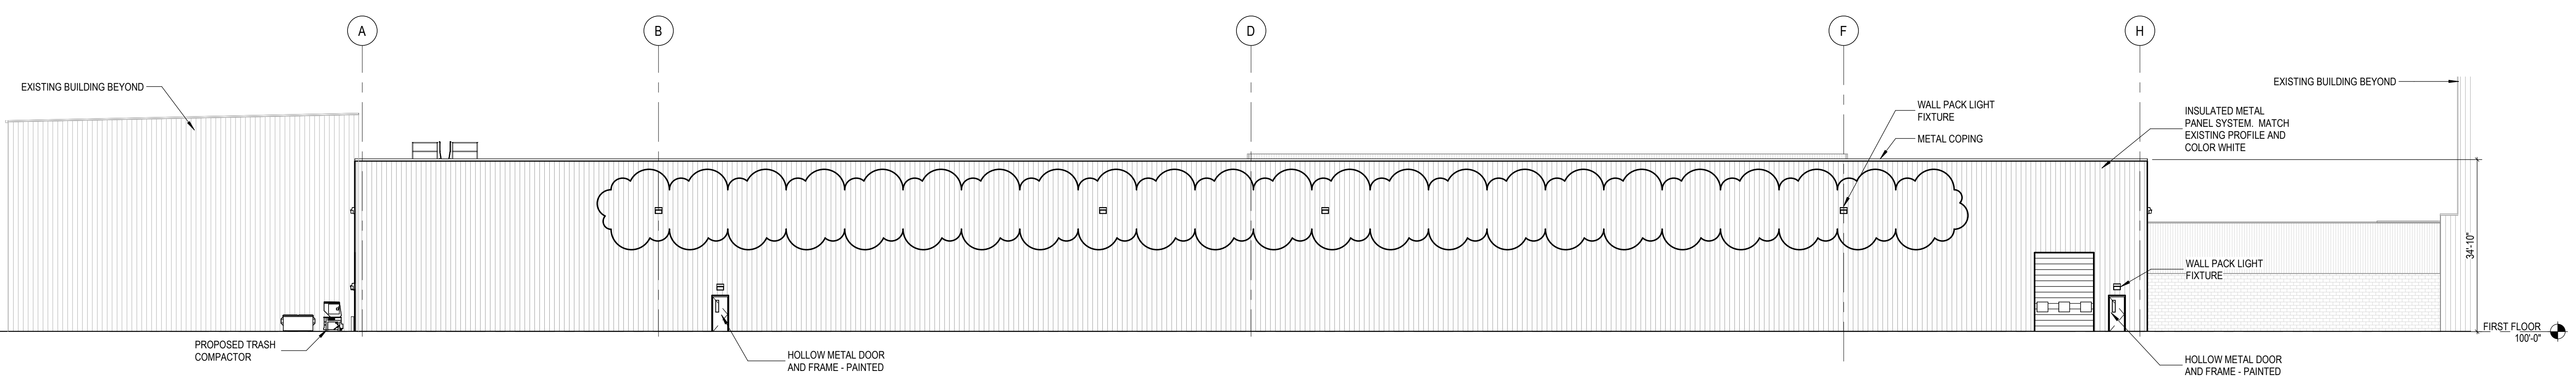 A
B
D
F
H
EXISTING BUILDING BEYOND
EXISTING BUILDING BEYOND
WALL PACK LIGHT
FIXTURE
METAL COPING
INSULATED METAL
PANEL SYSTEM. MATCH
EXISTING PROFILE AND
COLOR WHITE
34'-10"
WALL PACK LIGHT
FIXTURE
FIRST FLOOR
100'-0"
PROPOSED TRASH
COMPACTOR
HOLLOW METAL DOOR
AND FRAME - PAINTED
HOLLOW METAL DOOR
AND FRAME - PAINTED